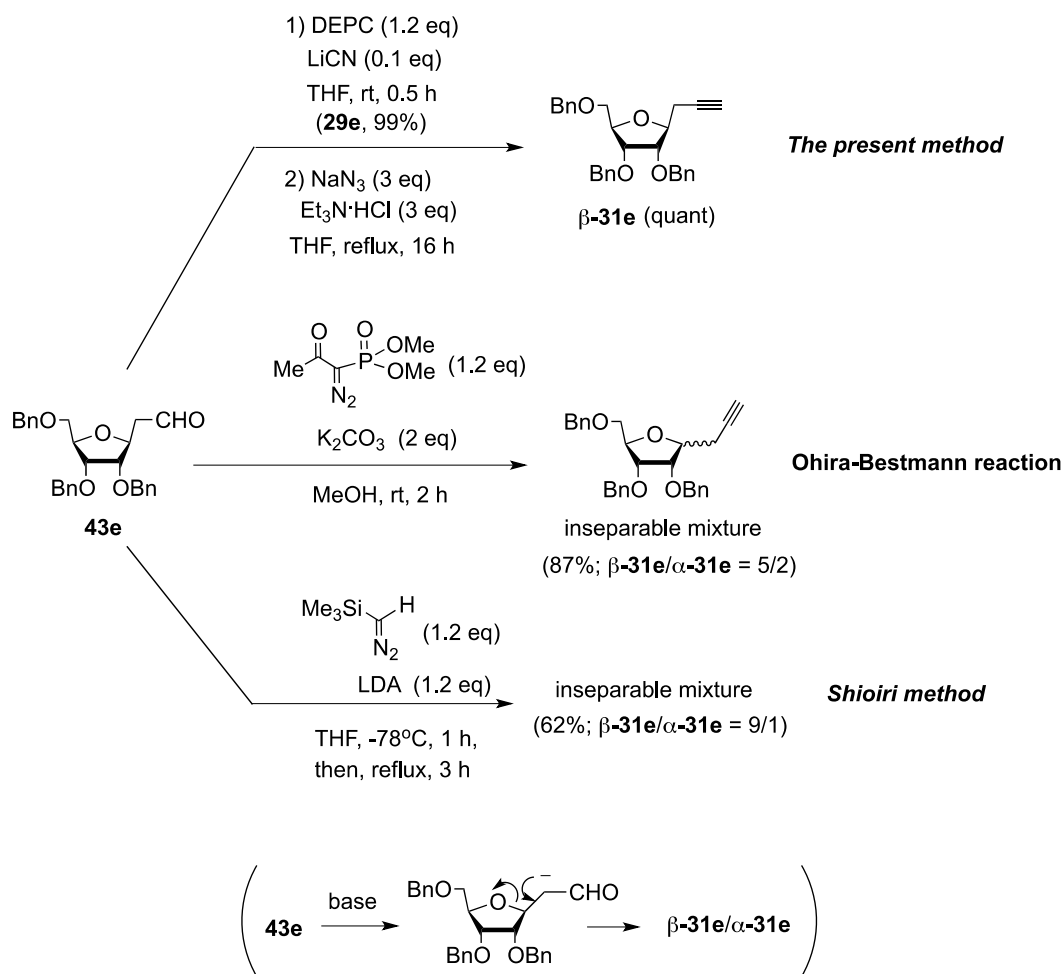 1) DEPC (1.2 eq)
LiCN (0.1 eq)
THF, rt, 0.5 h
(29e, 99%)
2) NaN3 (3 eq)
Et3N·HCl (3 eq)
THF, reflux, 16 h
BnO
O
BnO
OBn
β-31e (quant)
The present method
O
O
Me
P
OMe
OMe
N2
(1.2 eq)
K2CO3 (2 eq)
MeOH, rt, 2 h
BnO
O
CHO
BnO
OBn
43e
BnO
O
BnO
OBn
inseparable mixture
(87%; β-31e/α-31e = 5/2)
Ohira-Bestmann reaction
Me3Si
H
N2
(1.2 eq)
LDA (1.2 eq)
THF, -78oC, 1 h,
then, reflux, 3 h
inseparable mixture
(62%; β-31e/α-31e = 9/1)
Shioiri method
43e
base
BnO
O
–
CHO
BnO
OBn
β-31e/α-31e